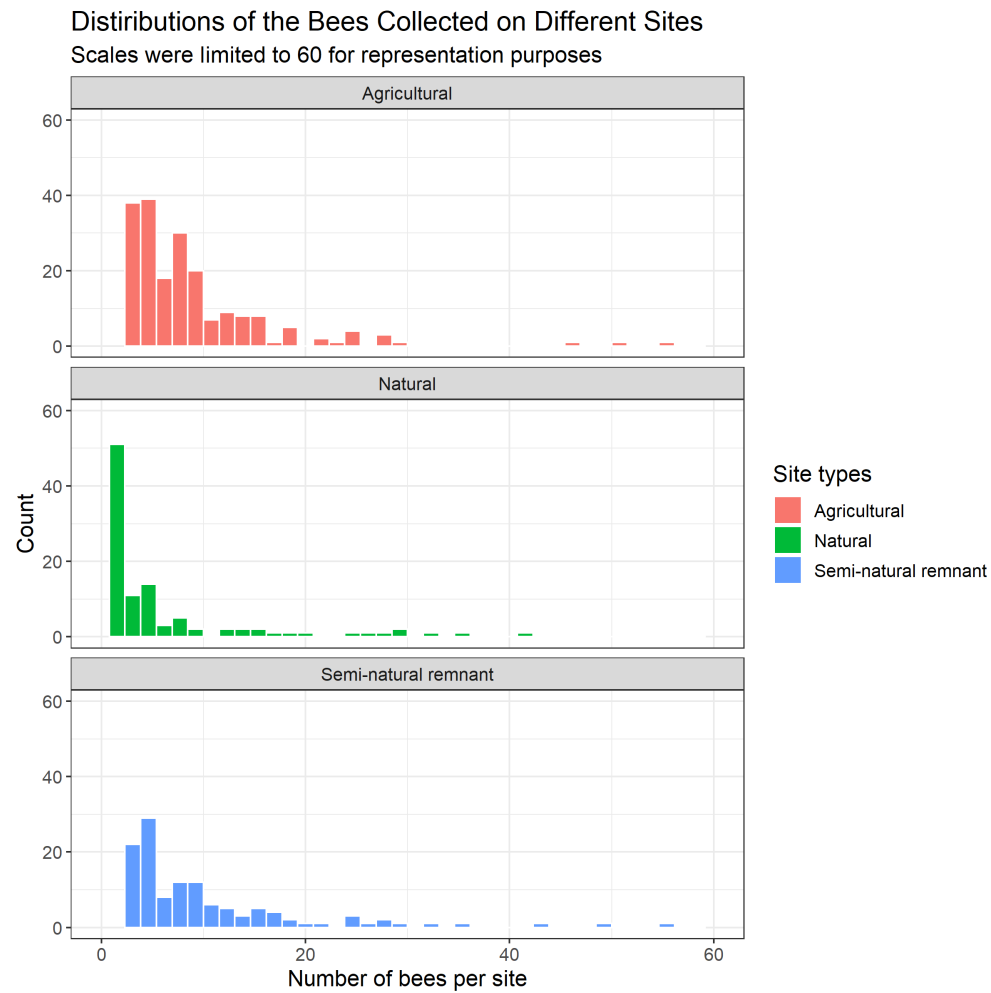 Distiributions of the Bees Collected on Different Sites
Scales were limited to 60 for representation purposes
Agricultural
60
40
20
0
Natural
60
40
20
0
Semi-natural remnant
60
40
20
0
0 20 40 60
Number of bees per site
Count
Site types
Agricultural
Natural
Semi-natural remnant